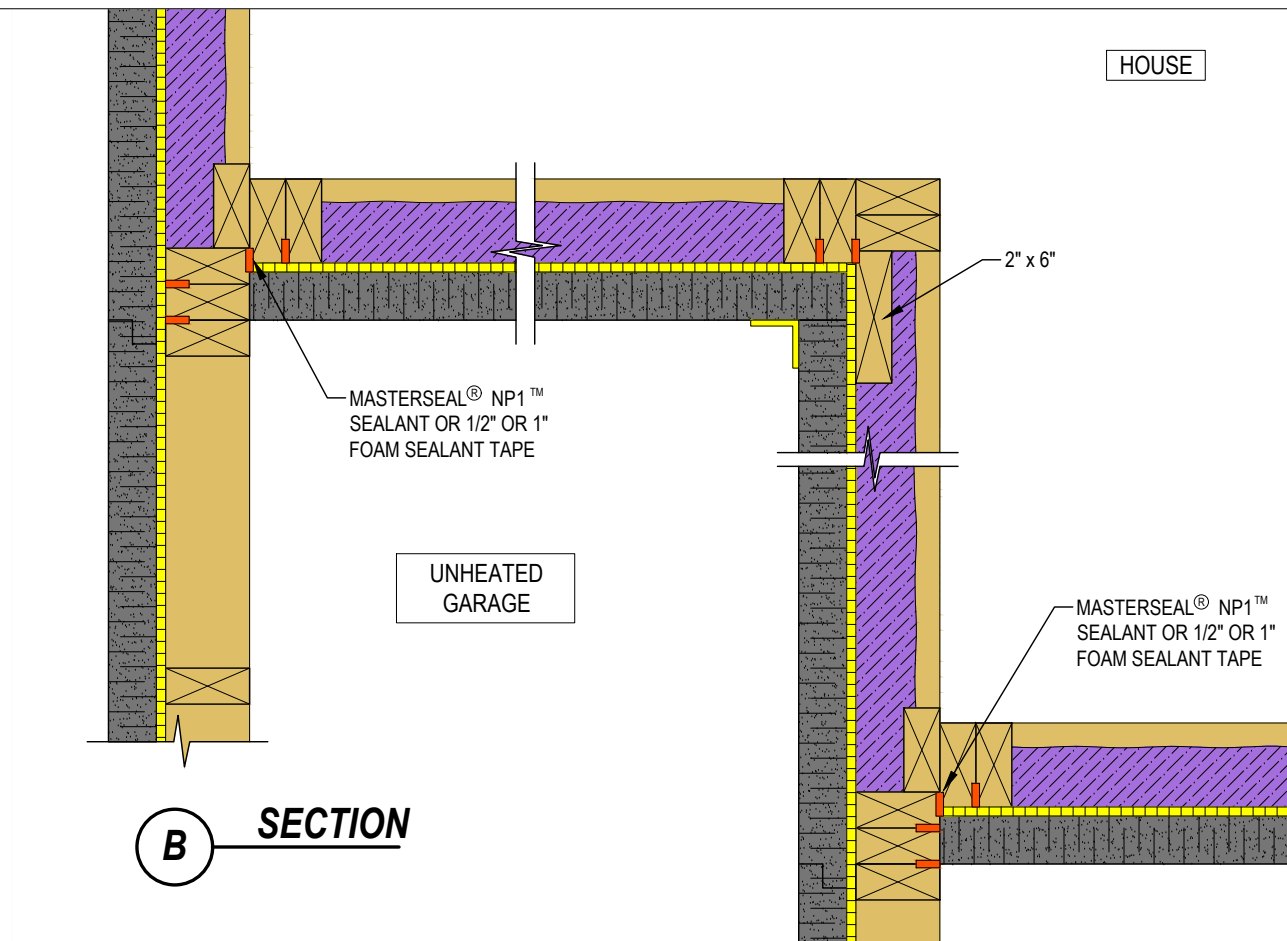 HOUSE
2" x 6"
MASTERSEAL® NP1™
SEALANT OR 1/2" OR 1"
FOAM SEALANT TAPE
UNHEATED
GARAGE
MASTERSEAL® NP1™
SEALANT OR 1/2" OR 1"
FOAM SEALANT TAPE
B SECTION